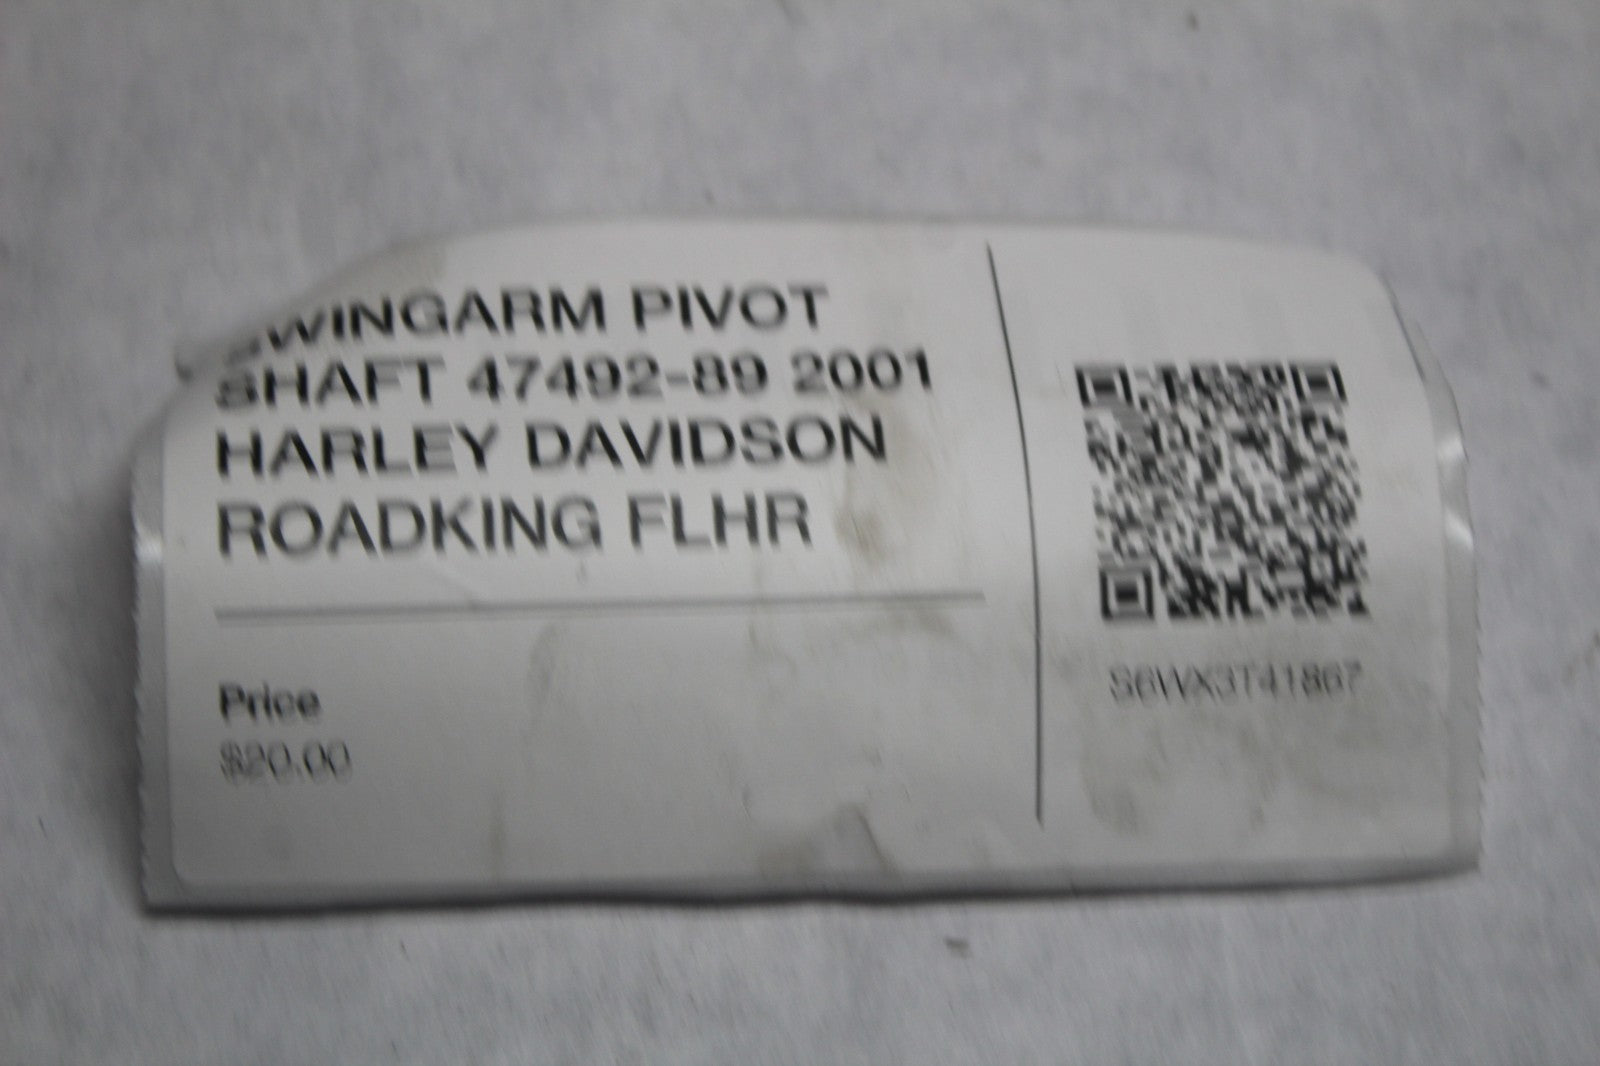 SWINGARM PIVOT
SHAFT 47492-89 2001
HARLEY DAVIDSON
ROADKING FLHR
Price
$20.00
S6WX3T41867